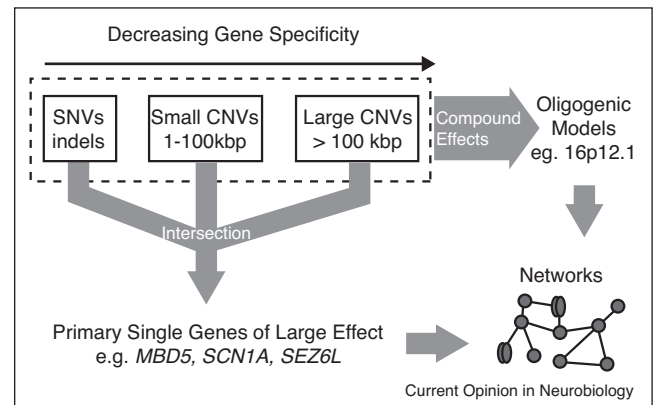 Decreasing Gene Specificity
SNVs
indels
Small CNVs
1-100kbp
Large CNVs
> 100 kbp
Compound
Effects
Oligogenic
Models
eg. 16p12.1
Intersection
Networks
Primary Single Genes of Large Effect
e.g. MBD5, SCN1A, SEZ6L
Current Opinion in Neurobiology